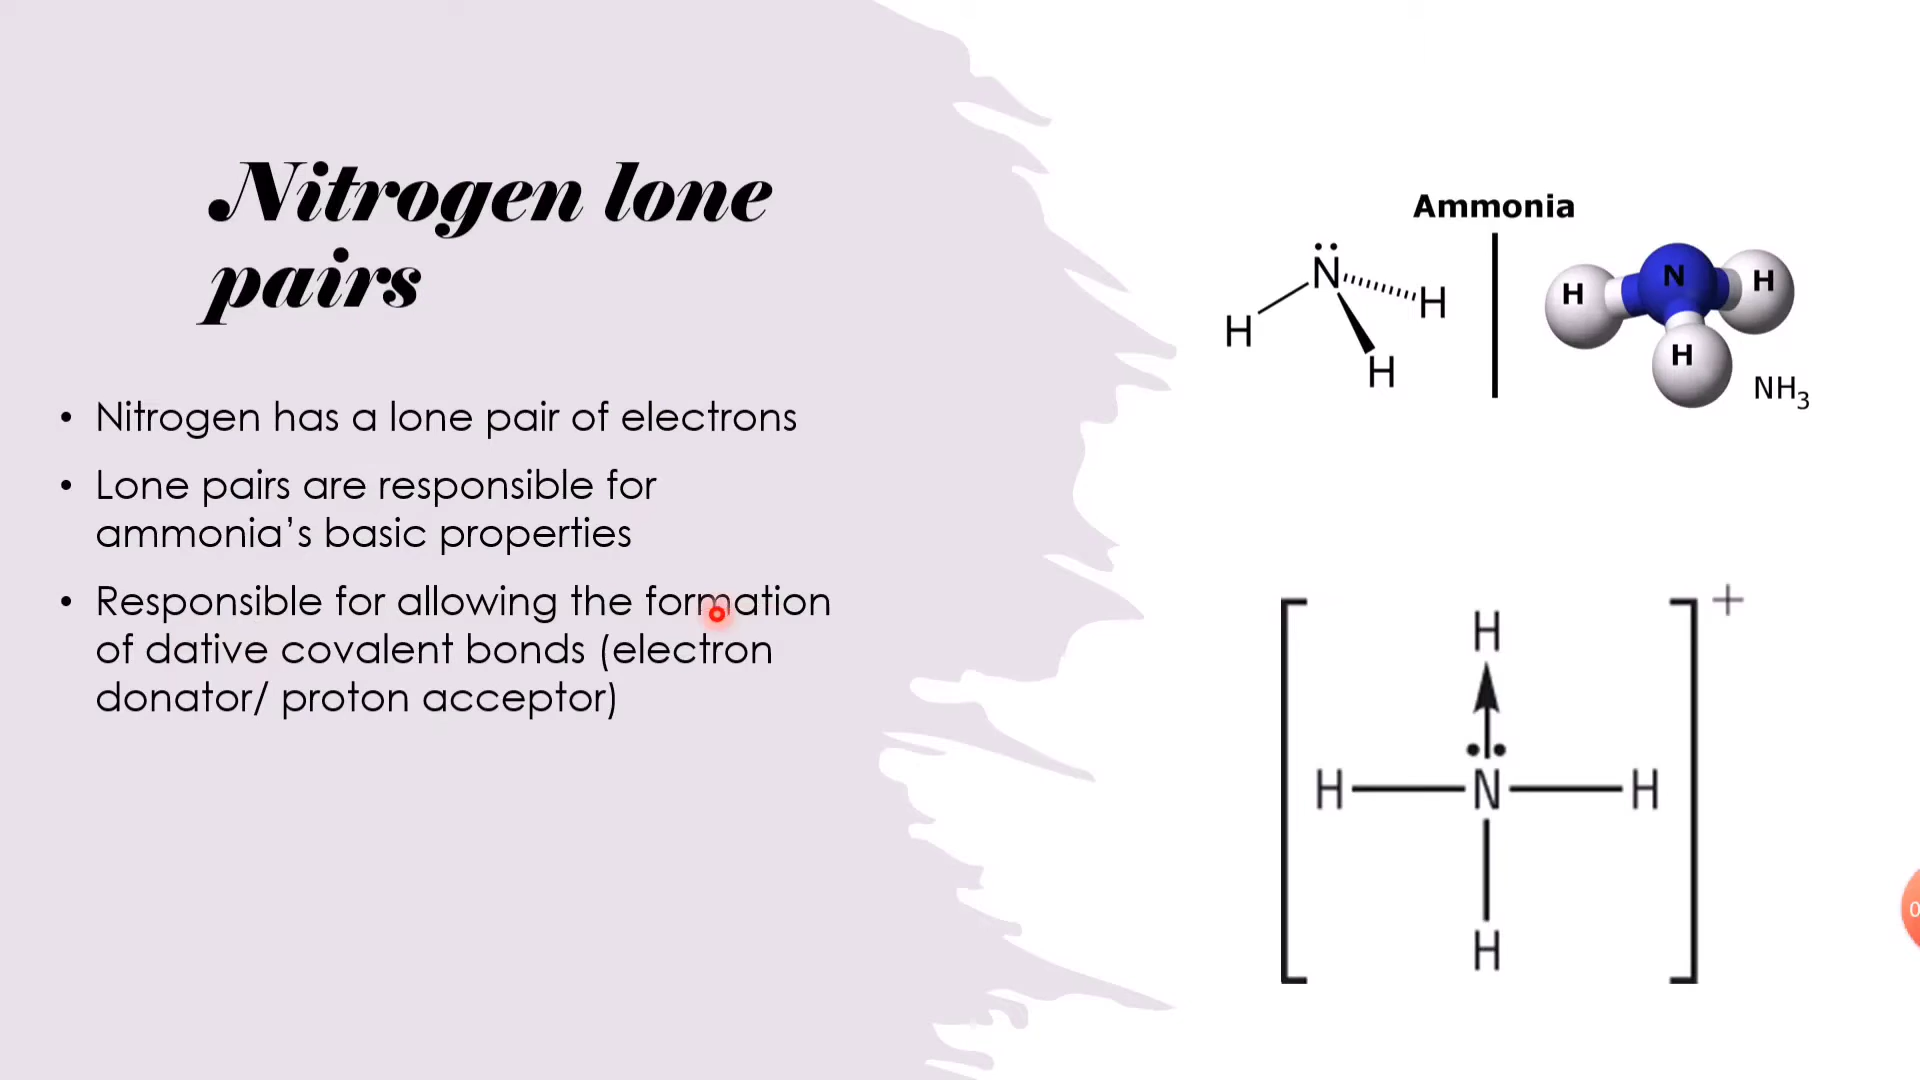 Nitrogen lone
pairs
• Nitrogen has a lone pair of electrons
• Lone pairs are responsible for
ammonia’s basic properties
• Responsible for allowing the formation
of dative covalent bonds (electron
donator/ proton acceptor)
Ammonia
N
H
H
H
N
H
H
H
NH₃
+
H
H N H
H
0